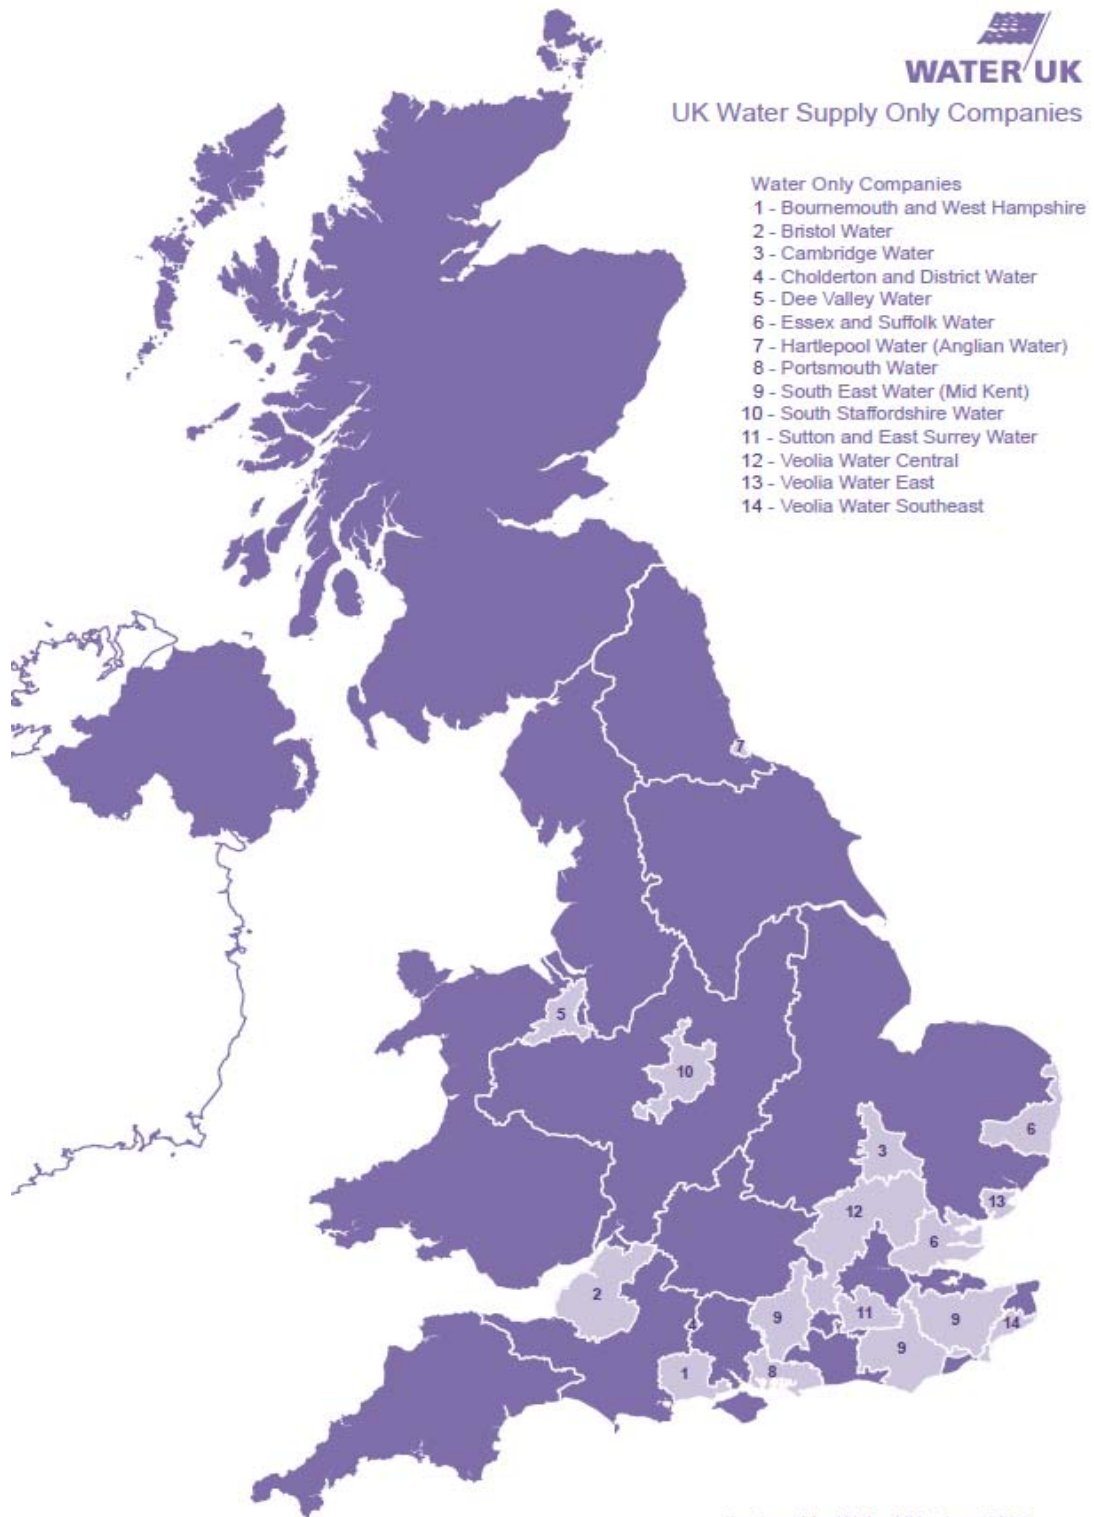 WATER UK
UK Water Supply Only Companies
Water Only Companies
1 - Bournemouth and West Hampshire
2 - Bristol Water
3 - Cambridge Water
4 - Cholderton and District Water
5 - Dee Valley Water
6 - Essex and Suffolk Water
7 - Hartlepool Water (Anglian Water)
8 - Portsmouth Water
9 - South East Water (Mid Kent)
10 - South Staffordshire Water
11 - Sutton and East Surrey Water
12 - Veolia Water Central
13 - Veolia Water East
14 - Veolia Water Southeast
7
5
10
6
3
13
12
6
2
9
11
9
14
4
9
1
8